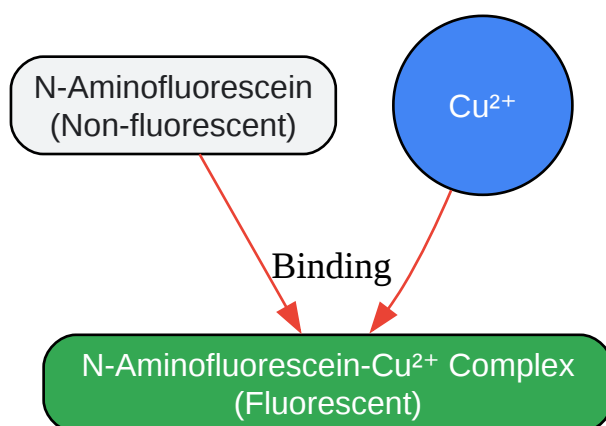 N-Aminofluorescein
(Non-fluorescent)
Cu²⁺
Binding
N-Aminofluorescein-Cu²⁺ Complex
(Fluorescent)